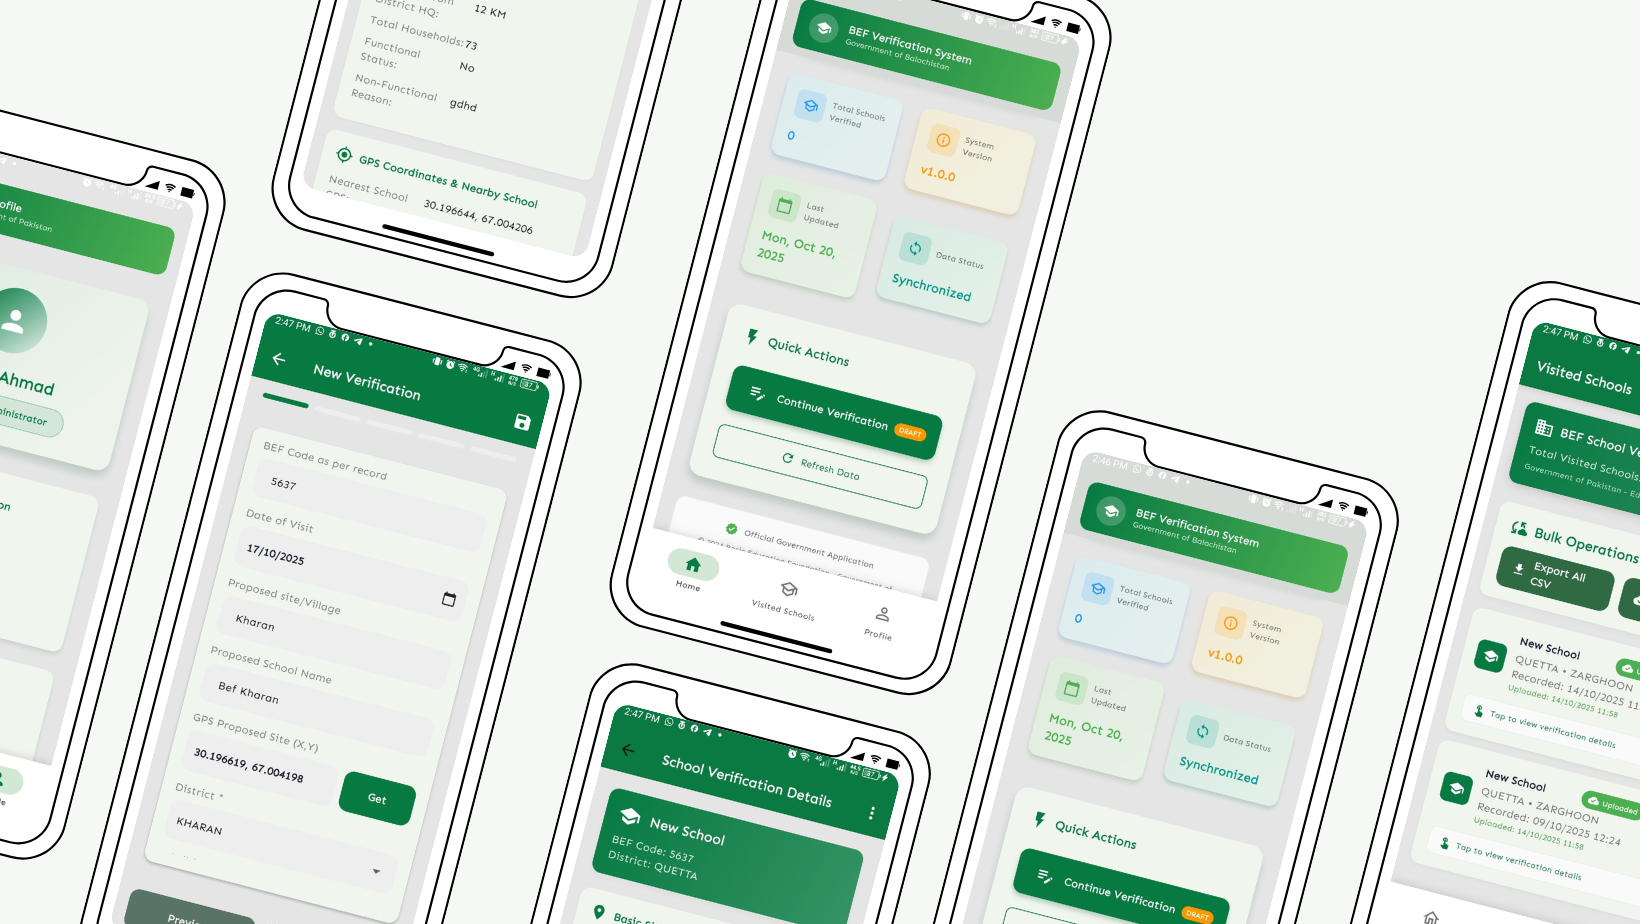 ofile
nt of Pakistan
Ahmad
ninistrator
on
District HQ:
12 KM
Total Households:
73
Functional
Status:
No
Non-Functional
Reason:
gdhd
GPS Coordinates & Nearby School
Nearest School
30.196644, 67.004206
2:47 PM
New Verification
BEF Code as per record
5637
Date of Visit
17/10/2025
Proposed site/Village
Kharan
Proposed School Name
Bef Kharan
GPS Proposed Site (X,Y)
30.196619, 67.004198
Get
District *
KHARAN
Previ
BEF Verification System
Government of Balochistan
Total Schools
Verified
0
System
Version
v1.0.0
Last
Updated
Mon, Oct 20,
2025
Data Status
Synchronized
Quick Actions
Continue Verification
DRAFT
Refresh Data
Official Government Application
Home
Visited Schools
Profile
2:47 PM
School Verification Details
New School
BEF Code: 5637
District: QUETTA
2:46 PM
BEF Verification System
Government of Balochistan
Total Schools
Verified
0
System
Version
v1.0.0
Last
Updated
Mon, Oct 20,
2025
Data Status
Synchronized
Quick Actions
Continue Verification
DRAFT
2:47 PM
Visited Schools
BEF School Ve
Total Visited Schools:
Government of Pakistan - Ed
Bulk Operations
Export All
CSV
New School
QUETTA • ZARGHOON
Recorded: 14/10/2025 11
Uploaded: 14/10/2025 11:58
Tap to view verification details
New School
Uploaded
QUETTA • ZARGHOON
Recorded: 09/10/2025 12:24
Uploaded: 14/10/2025 11:58
Tap to view verification details